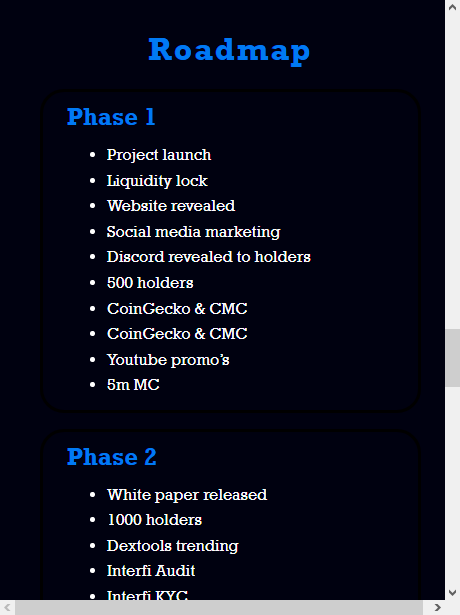 Roadmap
Phase 1
Project launch
Liquidity lock
Website revealed
Social media marketing
Discord revealed to holders
500 holders
CoinGecko & CMC
CoinGecko & CMC
Youtube promo's
5m MC
Phase 2
White paper released
1000 holders
Dextools trending
Interfi Audit
Interfi KYC